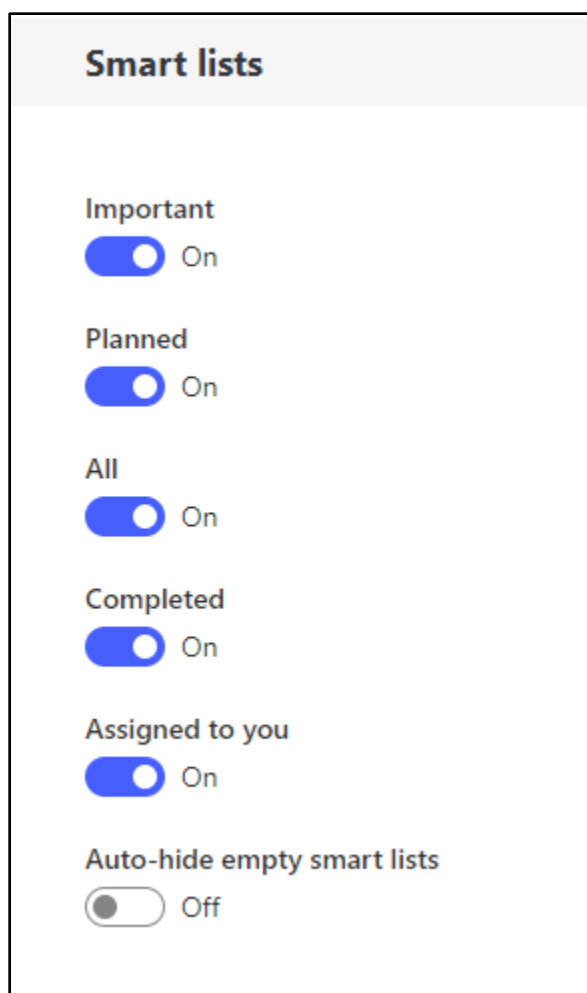 Smart lists
Important
On
Planned
On
All
On
Completed
On
Assigned to you
On
Auto-hide empty smart lists
Off